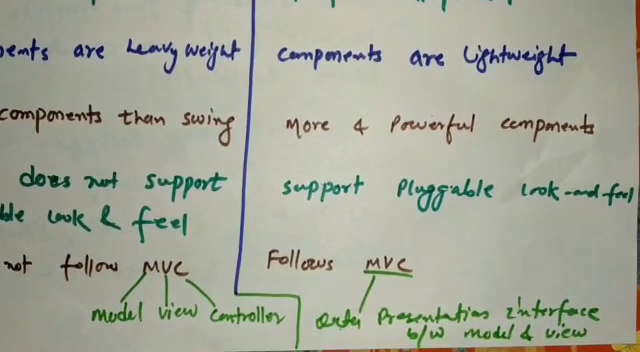 ments are heavy weight
components are lightweight
components than swing
More & Powerful components
does not support
support pluggable look-and-feel
ble look & feel
not follow MVC
Follows MVC
model view controller
Presentation interface
b/w model & view